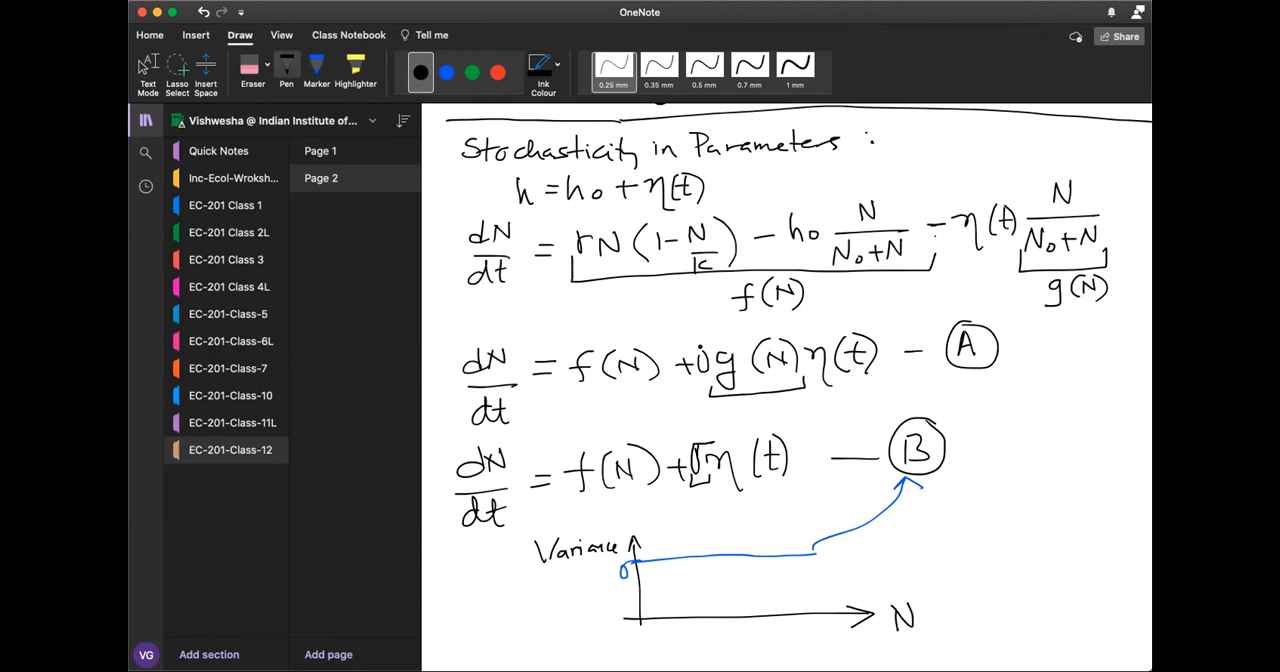 OneNote
Home Insert Draw View Class Notebook Tell me
Share
Text Mode
Lasso Select
Insert Space
Eraser
Pen
Marker
Highlighter
Ink Colour
0.25 mm 0.35 mm 0.5 mm 0.7 mm 1 mm
Vishwesha @ Indian Institute of...
Quick Notes
Inc-Ecol-Wroksh...
EC-201 Class 1
EC-201 Class 2L
EC-201 Class 3
EC-201 Class 4L
EC-201-Class-5
EC-201-Class-6L
EC-201-Class-7
EC-201-Class-10
EC-201-Class-11L
EC-201-Class-12
VG Add section
Page 1
Page 2
Add page
Stochasticity in Parameters :
h = h0 + η(t)
dN/dt = rN (1 - N/k) - h0 N/(N0+N) - η(t) N/(N0+N)
f(N) g(N)
dN/dt = f(N) + σg(N)η(t) — A
dN/dt = f(N) +ση(t) — B
Variance
σ
N